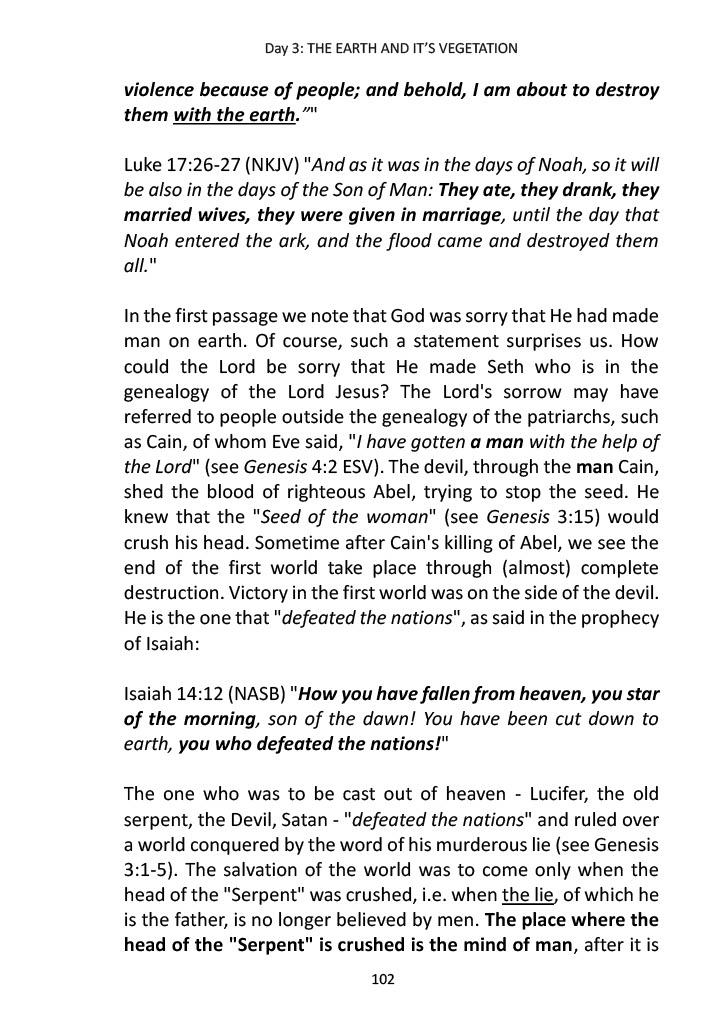 Day 3: THE EARTH AND IT'S VEGETATION
violence because of people; and behold, I am about to destroy
them with the earth.”"
Luke 17:26-27 (NKJV) "And as it was in the days of Noah, so it will
be also in the days of the Son of Man: They ate, they drank, they
married wives, they were given in marriage, until the day that
Noah entered the ark, and the flood came and destroyed them
all."
In the first passage we note that God was sorry that He had made
man on earth. Of course, such a statement surprises us. How
could the Lord be sorry that He made Seth who is in the
genealogy of the Lord Jesus? The Lord's sorrow may have
referred to people outside the genealogy of the patriarchs, such
as Cain, of whom Eve said, "I have gotten a man with the help of
the Lord" (see Genesis 4:2 ESV). The devil, through the man Cain,
shed the blood of righteous Abel, trying to stop the seed. He
knew that the "Seed of the woman" (see Genesis 3:15) would
crush his head. Sometime after Cain's killing of Abel, we see the
end of the first world take place through (almost) complete
destruction. Victory in the first world was on the side of the devil.
He is the one that "defeated the nations", as said in the prophecy
of Isaiah:
Isaiah 14:12 (NASB) "How you have fallen from heaven, you star
of the morning, son of the dawn! You have been cut down to
earth, you who defeated the nations!"
The one who was to be cast out of heaven - Lucifer, the old
serpent, the Devil, Satan - "defeated the nations" and ruled over
a world conquered by the word of his murderous lie (see Genesis
3:1-5). The salvation of the world was to come only when the
head of the "Serpent" was crushed, i.e. when the lie, of which he
is the father, is no longer believed by men. The place where the
head of the "Serpent" is crushed is the mind of man, after it is
102